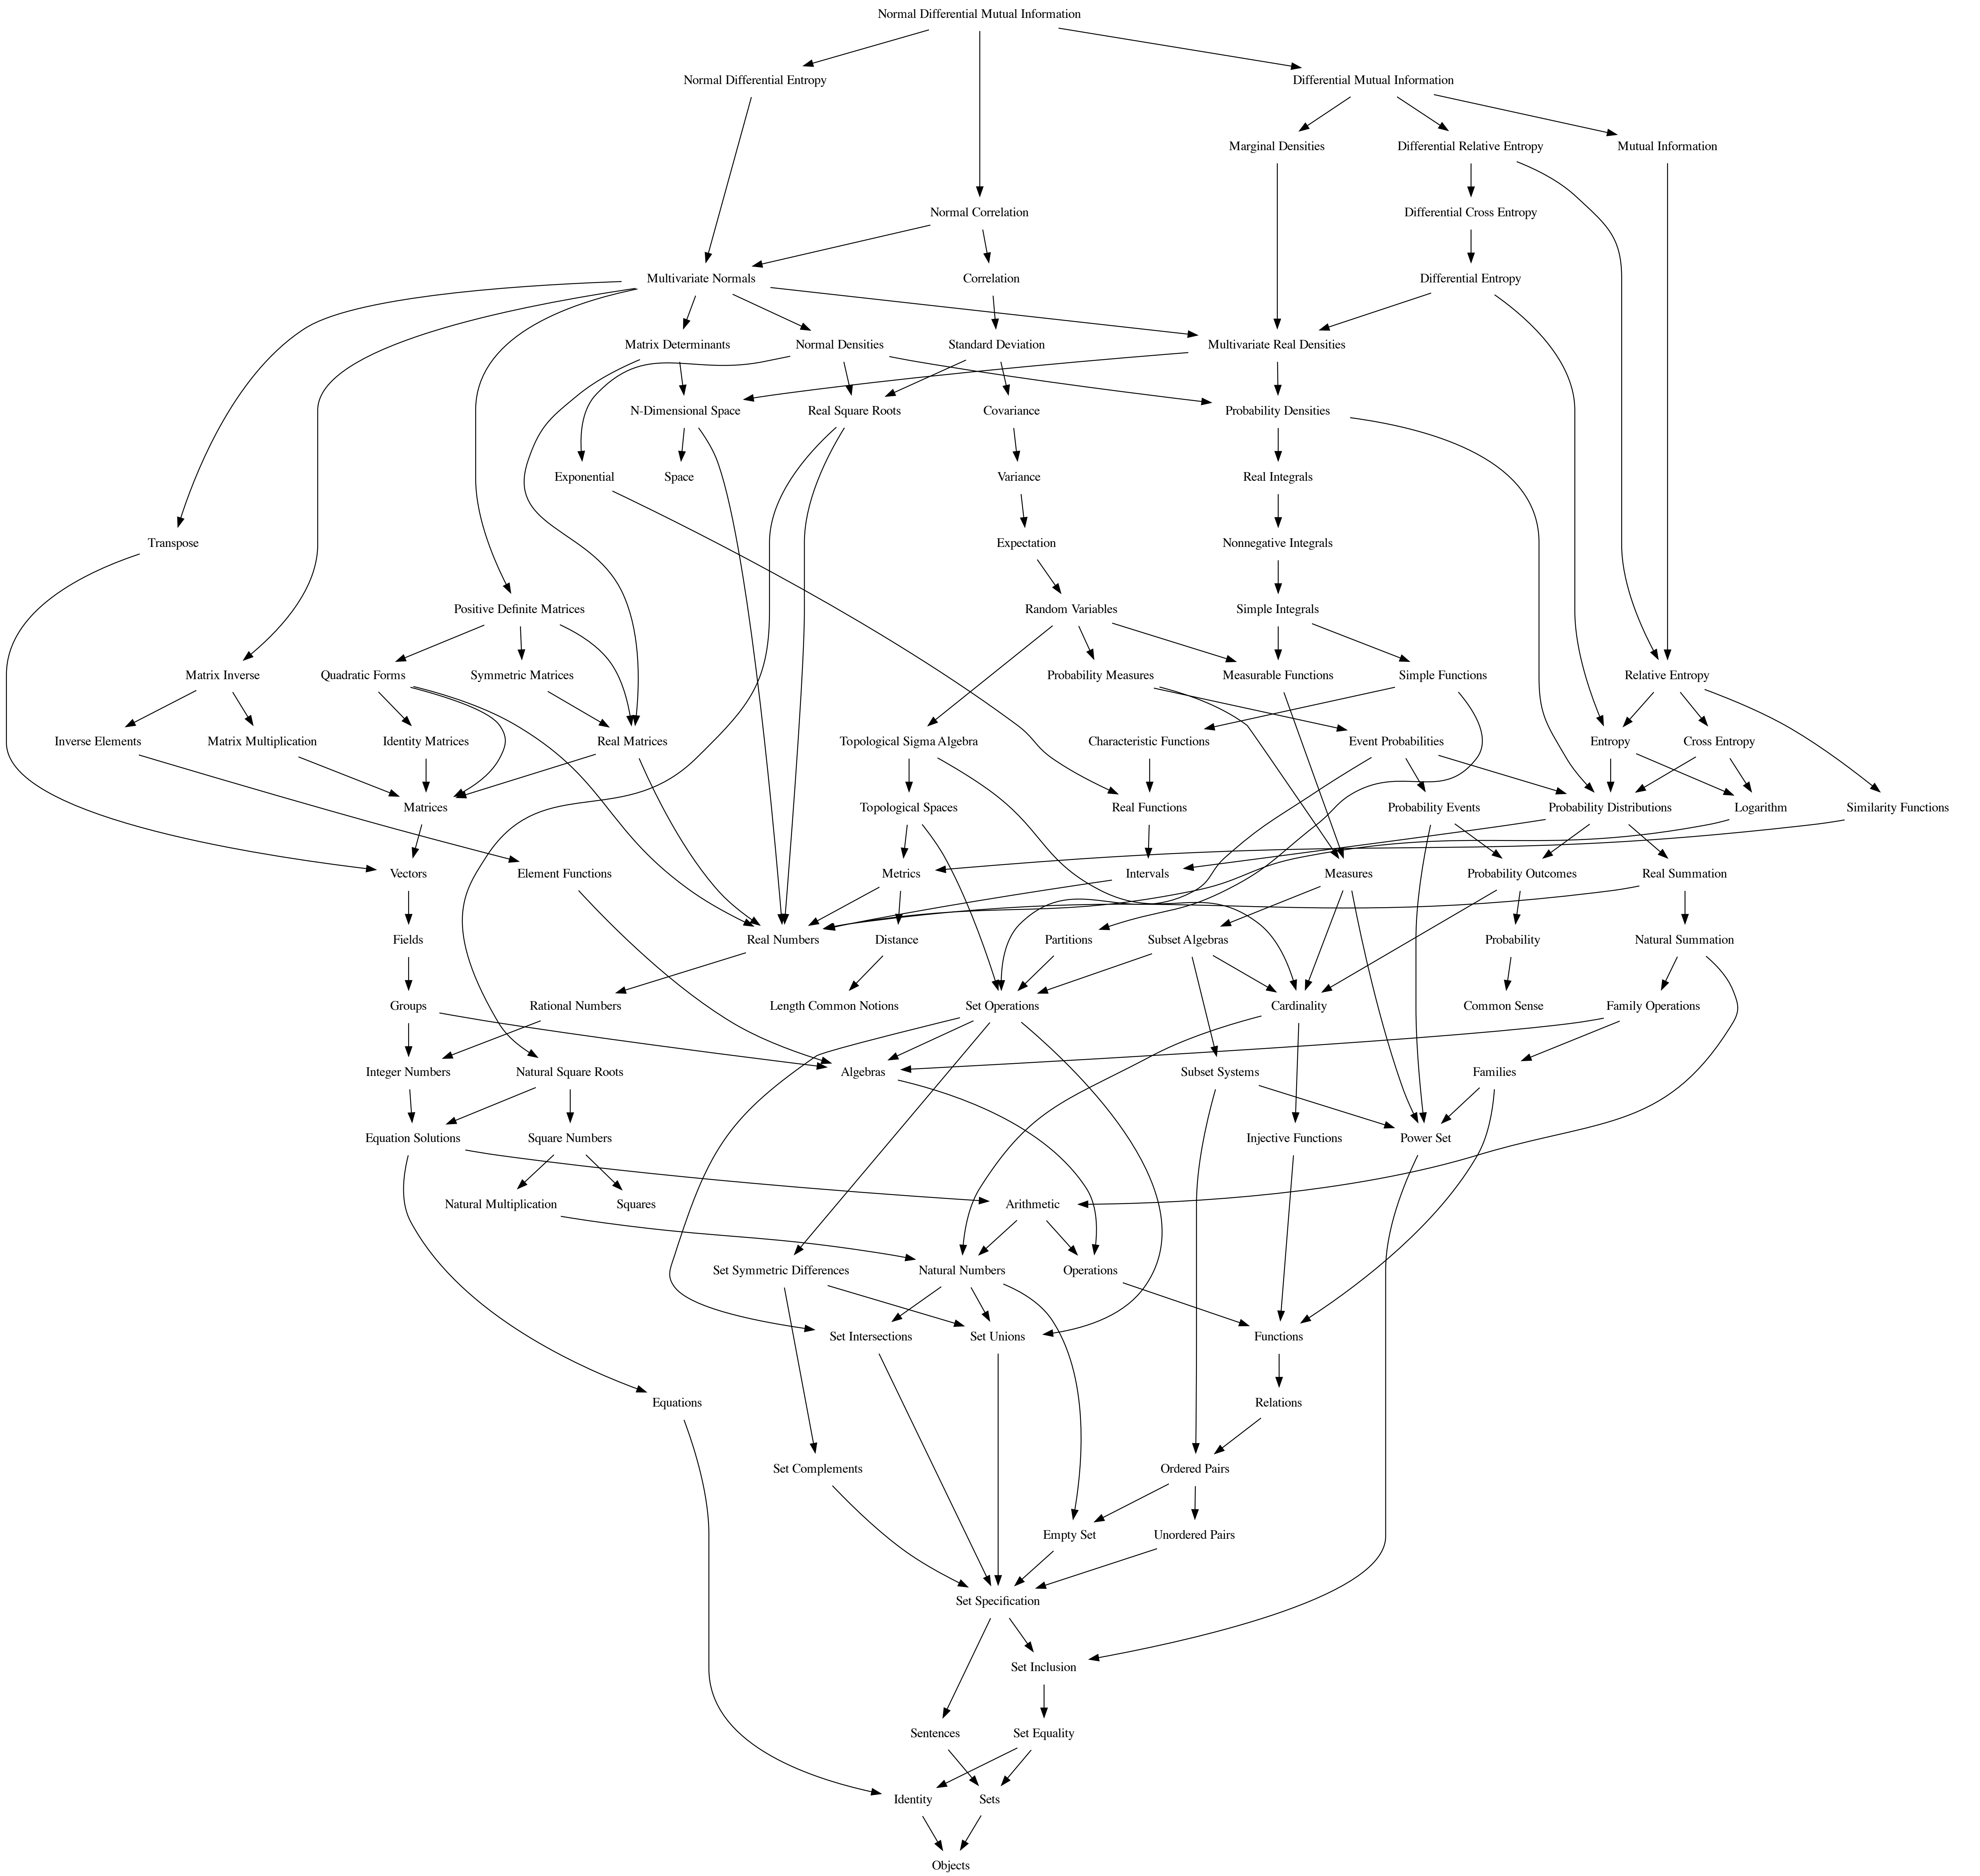 Normal Differential Mutual Information
Normal Differential Entropy
Differential Mutual Information
Marginal Densities
Differential Relative Entropy
Mutual Information
Normal Correlation
Differential Cross Entropy
Multivariate Normals
Correlation
Differential Entropy
Matrix Determinants
Normal Densities
Standard Deviation
Multivariate Real Densities
N-Dimensional Space
Real Square Roots
Covariance
Probability Densities
Exponential
Space
Variance
Real Integrals
Transpose
Expectation
Nonnegative Integrals
Positive Definite Matrices
Random Variables
Simple Integrals
Matrix Inverse
Quadratic Forms
Symmetric Matrices
Probability Measures
Measurable Functions
Simple Functions
Relative Entropy
Inverse Elements
Matrix Multiplication
Identity Matrices
Real Matrices
Topological Sigma Algebra
Characteristic Functions
Event Probabilities
Entropy
Cross Entropy
Matrices
Topological Spaces
Real Functions
Probability Events
Probability Distributions
Logarithm
Similarity Functions
Vectors
Element Functions
Metrics
Intervals
Measures
Probability Outcomes
Real Summation
Fields
Real Numbers
Distance
Partitions
Subset Algebras
Probability
Natural Summation
Groups
Rational Numbers
Length Common Notions
Set Operations
Cardinality
Common Sense
Family Operations
Integer Numbers
Natural Square Roots
Algebras
Subset Systems
Families
Equation Solutions
Square Numbers
Injective Functions
Power Set
Natural Multiplication
Squares
Arithmetic
Set Symmetric Differences
Natural Numbers
Operations
Set Intersections
Set Unions
Functions
Equations
Relations
Set Complements
Ordered Pairs
Empty Set
Unordered Pairs
Set Specification
Set Inclusion
Sentences
Set Equality
Identity
Sets
Objects